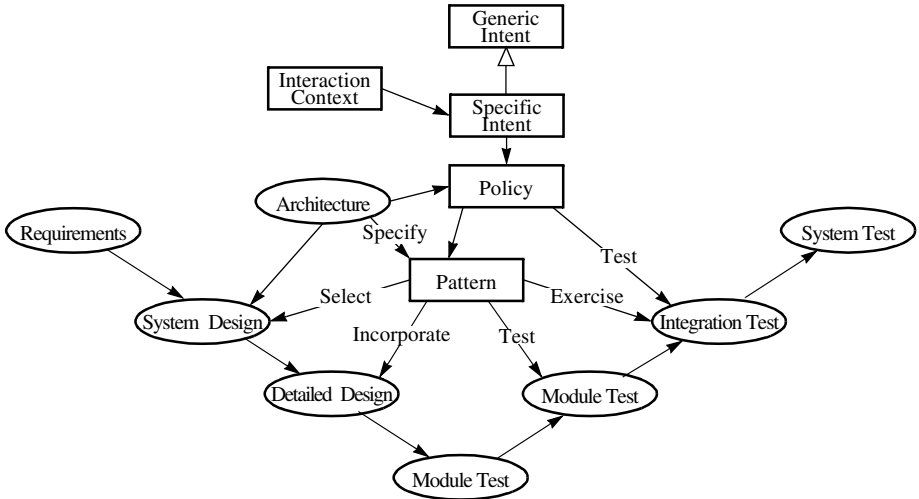 Generic
Intent
Interaction
Context
Specific
Intent
Policy
Architecture
Requirements
Specify
System Test
Test
Pattern
Select
Exercise
System Design
Integration Test
Incorporate
Test
Detailed Design
Module Test
Module Test